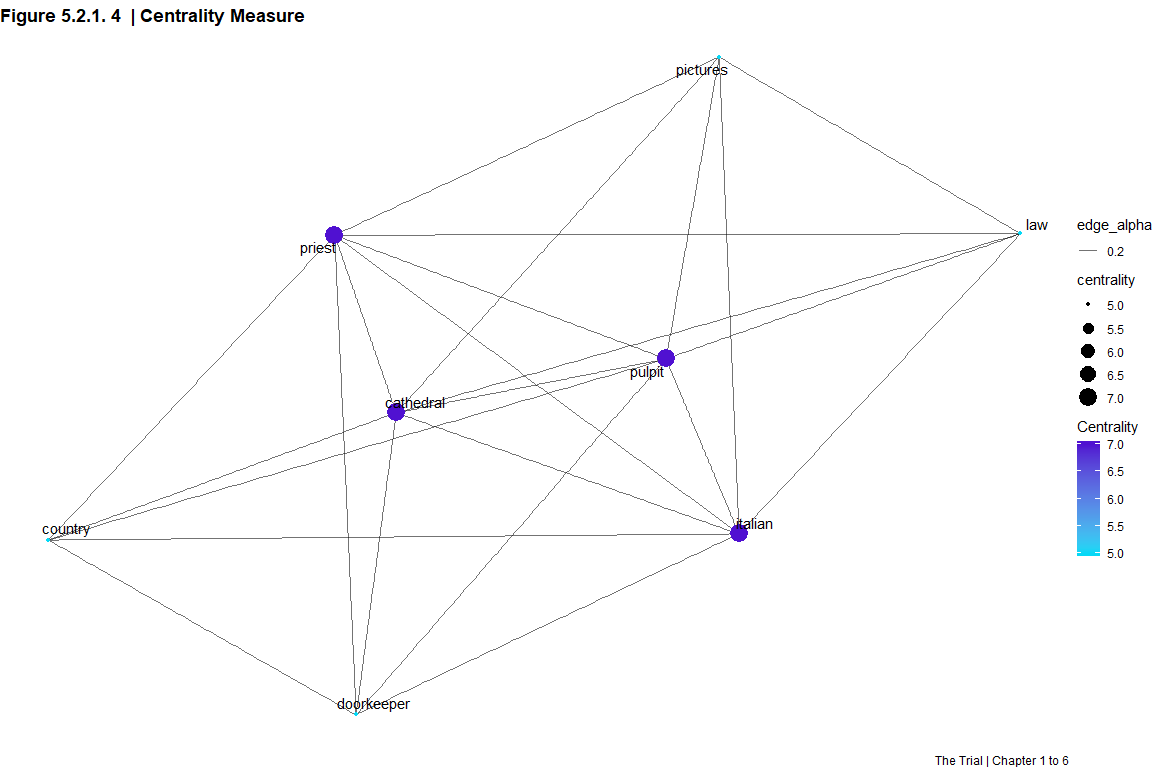 Figure 5.2.1. 4 | Centrality Measure
pictures
law
priest
pulpit
cathedral
country
italian
doorkeeper
edge_alpha
0.2
centrality
5.0
5.5
6.0
6.5
7.0
Centrality
7.0
6.5
6.0
5.5
5.0
The Trial | Chapter 1 to 6